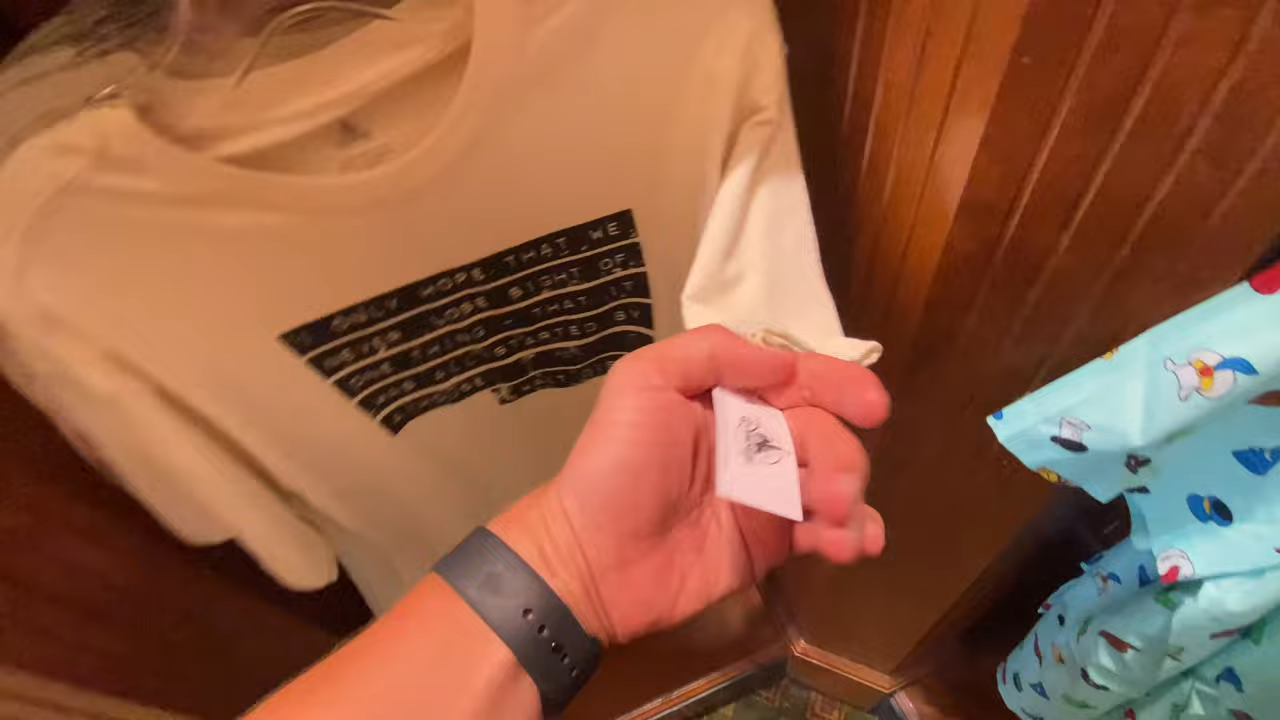 ONLY HOPE THAT WE
NEVER LOSE SIGHT OF
ONE THING - THAT IT
WAS ALL STARTED BY